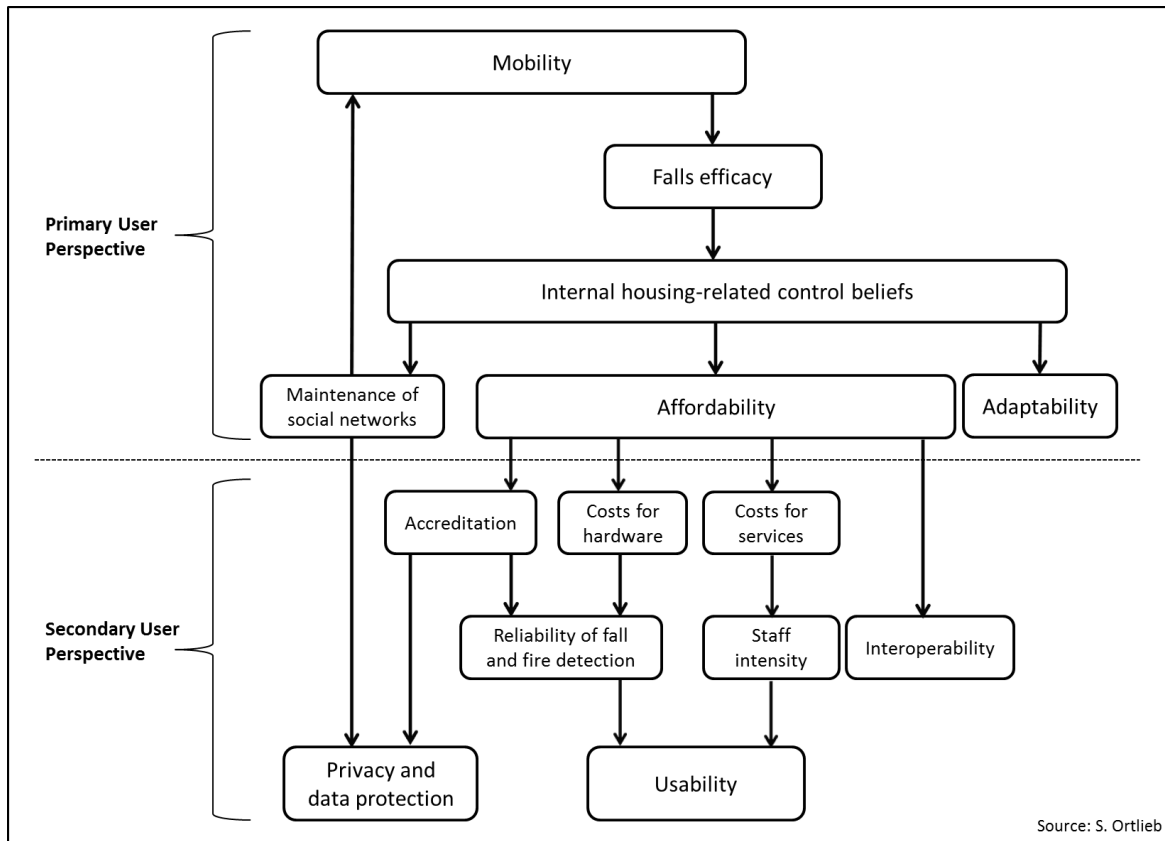 Mobility
Falls efficacy
Primary User
Perspective
Internal housing-related control beliefs
Maintenance of
social networks
Affordability
Adaptability
Accreditation
Costs for
hardware
Costs for
services
Secondary User
Perspective
Reliability of fall
and fire detection
Staff
intensity
Interoperability
Privacy and
data protection
Usability
Source: S. Ortlieb